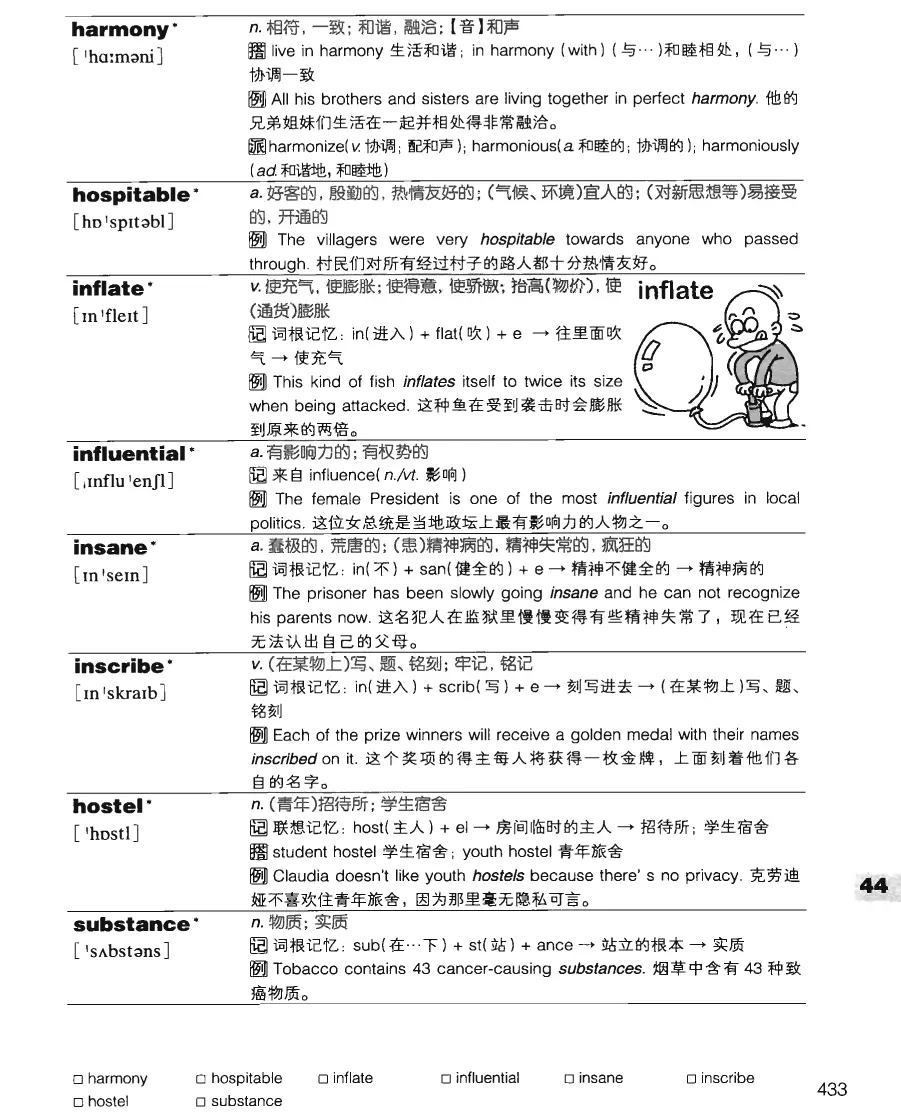 harmony*
['hɑːməni]
n. 相符，一致；和谐，融洽；【音】和声
搭 live in harmony 生活和谐；in harmony (with) (与…)和睦相处，(与…)
协调一致
例 All his brothers and sisters are living together in perfect harmony. 他的
兄弟姐妹们生活在一起并相处得非常融洽。
派 harmonize(v. 协调；配和声); harmonious(a. 和睦的；协调的); harmoniously
(ad. 和谐地，和睦地)
hospitable*
[hɒ'spɪtəbl]
a. 好客的，殷勤的，热情友好的；(气候、环境)宜人的；(对新思想等)易接受
的，开通的
例 The villagers were very hospitable towards anyone who passed
through. 村民们对所有经过村子的路人都十分热情友好。
inflate*
[ɪn'fleɪt]
v. 使充气，使膨胀；使得意，使骄傲；抬高(物价)，使
(通货)膨胀
记 词根记忆：in(进入) + flat(吹) + e → 往里面吹
气 → 使充气
例 This kind of fish inflates itself to twice its size
when being attacked. 这种鱼在受到袭击时会膨胀
到原来的两倍。
inflate
influential*
[ˌɪnflu'enʃl]
a. 有影响力的；有权势的
记 来自 influence(n./vt. 影响)
例 The female President is one of the most influential figures in local
politics. 这位女总统是当地政坛上最有影响力的人物之一。
insane*
[ɪn'seɪn]
a. 蠢极的，荒唐的；(患)精神病的，精神失常的，疯狂的
记 词根记忆：in(不) + san(健全的) + e → 精神不健全的 → 精神病的
例 The prisoner has been slowly going insane and he can not recognize
his parents now. 这名犯人在监狱里慢慢变得有些精神失常了，现在已经
无法认出自己的父母。
inscribe*
[ɪn'skraɪb]
v. (在某物上)写、题、铭刻；牢记，铭记
记 词根记忆：in(进入) + scrib(写) + e → 刻写进去 → (在某物上)写、题、
铭刻
例 Each of the prize winners will receive a golden medal with their names
inscribed on it. 这个奖项的得主每人将获得一枚金牌，上面刻着他们各
自的名字。
hostel*
['hɒstl]
n. (青年)招待所；学生宿舍
记 联想记忆：host(主人) + el → 房间临时的主人 → 招待所；学生宿舍
搭 student hostel 学生宿舍；youth hostel 青年旅舍
例 Claudia doesn't like youth hostels because there's no privacy. 克劳迪
娅不喜欢住青年旅舍，因为那里毫无隐私可言。
44
substance*
['sʌbstəns]
n. 物质；实质
记 词根记忆：sub(在…下) + st(站) + ance → 站立的根本 → 实质
例 Tobacco contains 43 cancer-causing substances. 烟草中含有 43 种致
癌物质。
□ harmony □ hospitable □ inflate □ influential □ insane □ inscribe
□ hostel □ substance
433